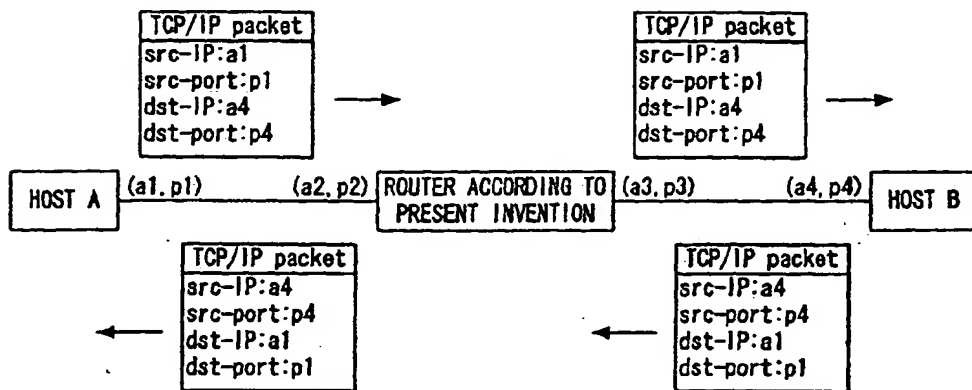 TCP/IP packet
src-IP:a1
src-port:p1
dst-IP:a4
dst-port:p4
TCP/IP packet
src-IP:a1
src-port:p1
dst-IP:a4
dst-port:p4
HOST A
(a1, p1)
(a2, p2)
ROUTER ACCORDING TO
PRESENT INVENTION
(a3, p3)
(a4, p4)
HOST B
TCP/IP packet
src-IP:a4
src-port:p4
dst-IP:a1
dst-port:p1
TCP/IP packet
src-IP:a4
src-port:p4
dst-IP:a1
dst-port:p1